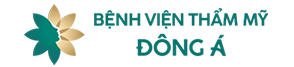 BỆNH VIỆN THẨM MỸ
ĐÔNG Á